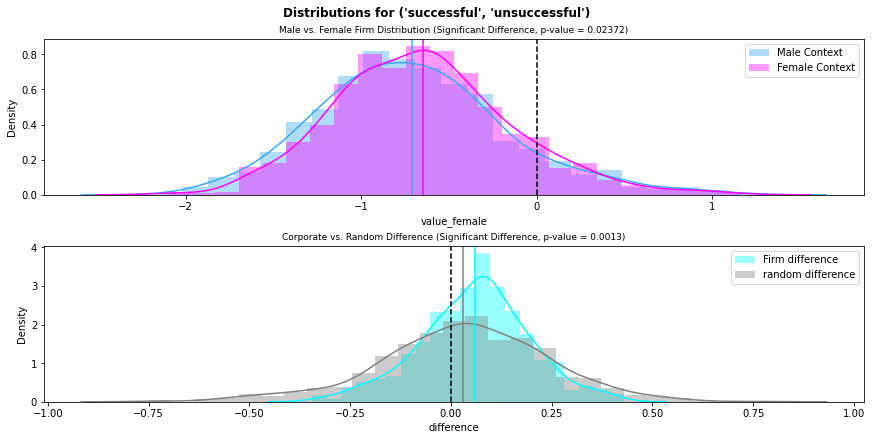 Distributions for ('successful', 'unsuccessful')
Male vs. Female Firm Distribution (Significant Difference, p-value = 0.02372)
Male Context
Female Context
Density
0.8
0.6
0.4
0.2
0.0
−2 −1 0 1
value_female
Corporate vs. Random Difference (Significant Difference, p-value = 0.0013)
Firm difference
random difference
Density
4
3
2
1
0
−1.00 −0.75 −0.50 −0.25 0.00 0.25 0.50 0.75 1.00
difference